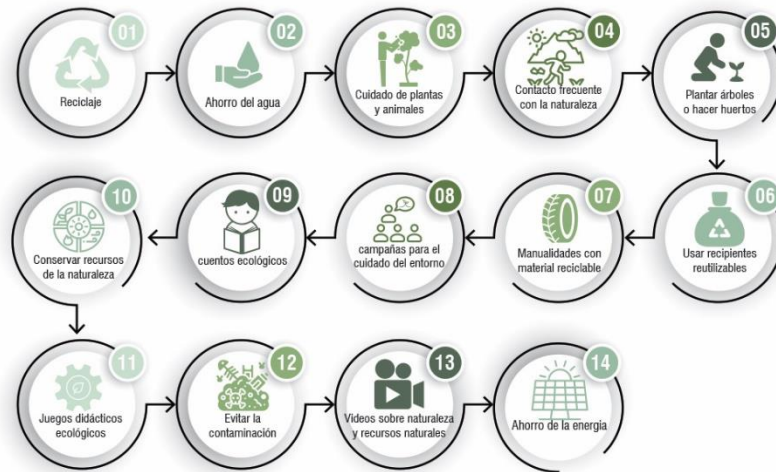 01
Reciclaje
02
Ahorro del agua
03
Cuidado de plantas
y animales
04
Contacto frecuente
con la naturaleza
05
Plantar árboles
o hacer huertos
06
Usar recipientes
reutilizables
07
Manualidades con
material reciclable
08
campañas para el
cuidado del entorno
09
cuentos ecológicos
10
Conservar recursos
de la naturaleza
11
Juegos didácticos
ecológicos
12
Evitar la
contaminación
13
Videos sobre naturaleza
y recursos naturales
14
Ahorro de la energia